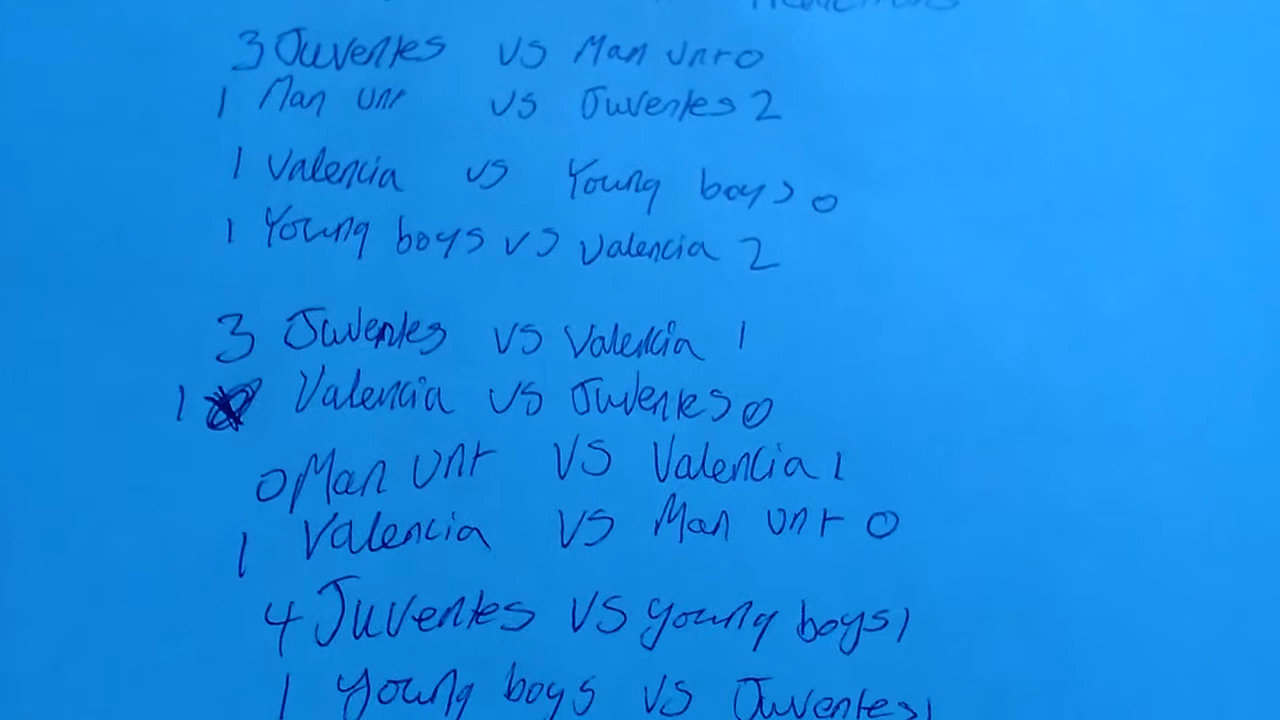 3 Juventes vs Man Unt 0
1 Man Unt vs Juventes 2
1 Valencia vs Young boys 0
1 Young boys vs Valencia 2
3 Juventes vs Valencia 1
1 Valencia vs Juventes 0
0 Man Unt vs Valencia 1
1 Valencia vs Man Unt 0
4 Juventes vs Young boys 1
1 Young boys vs Juventes 1